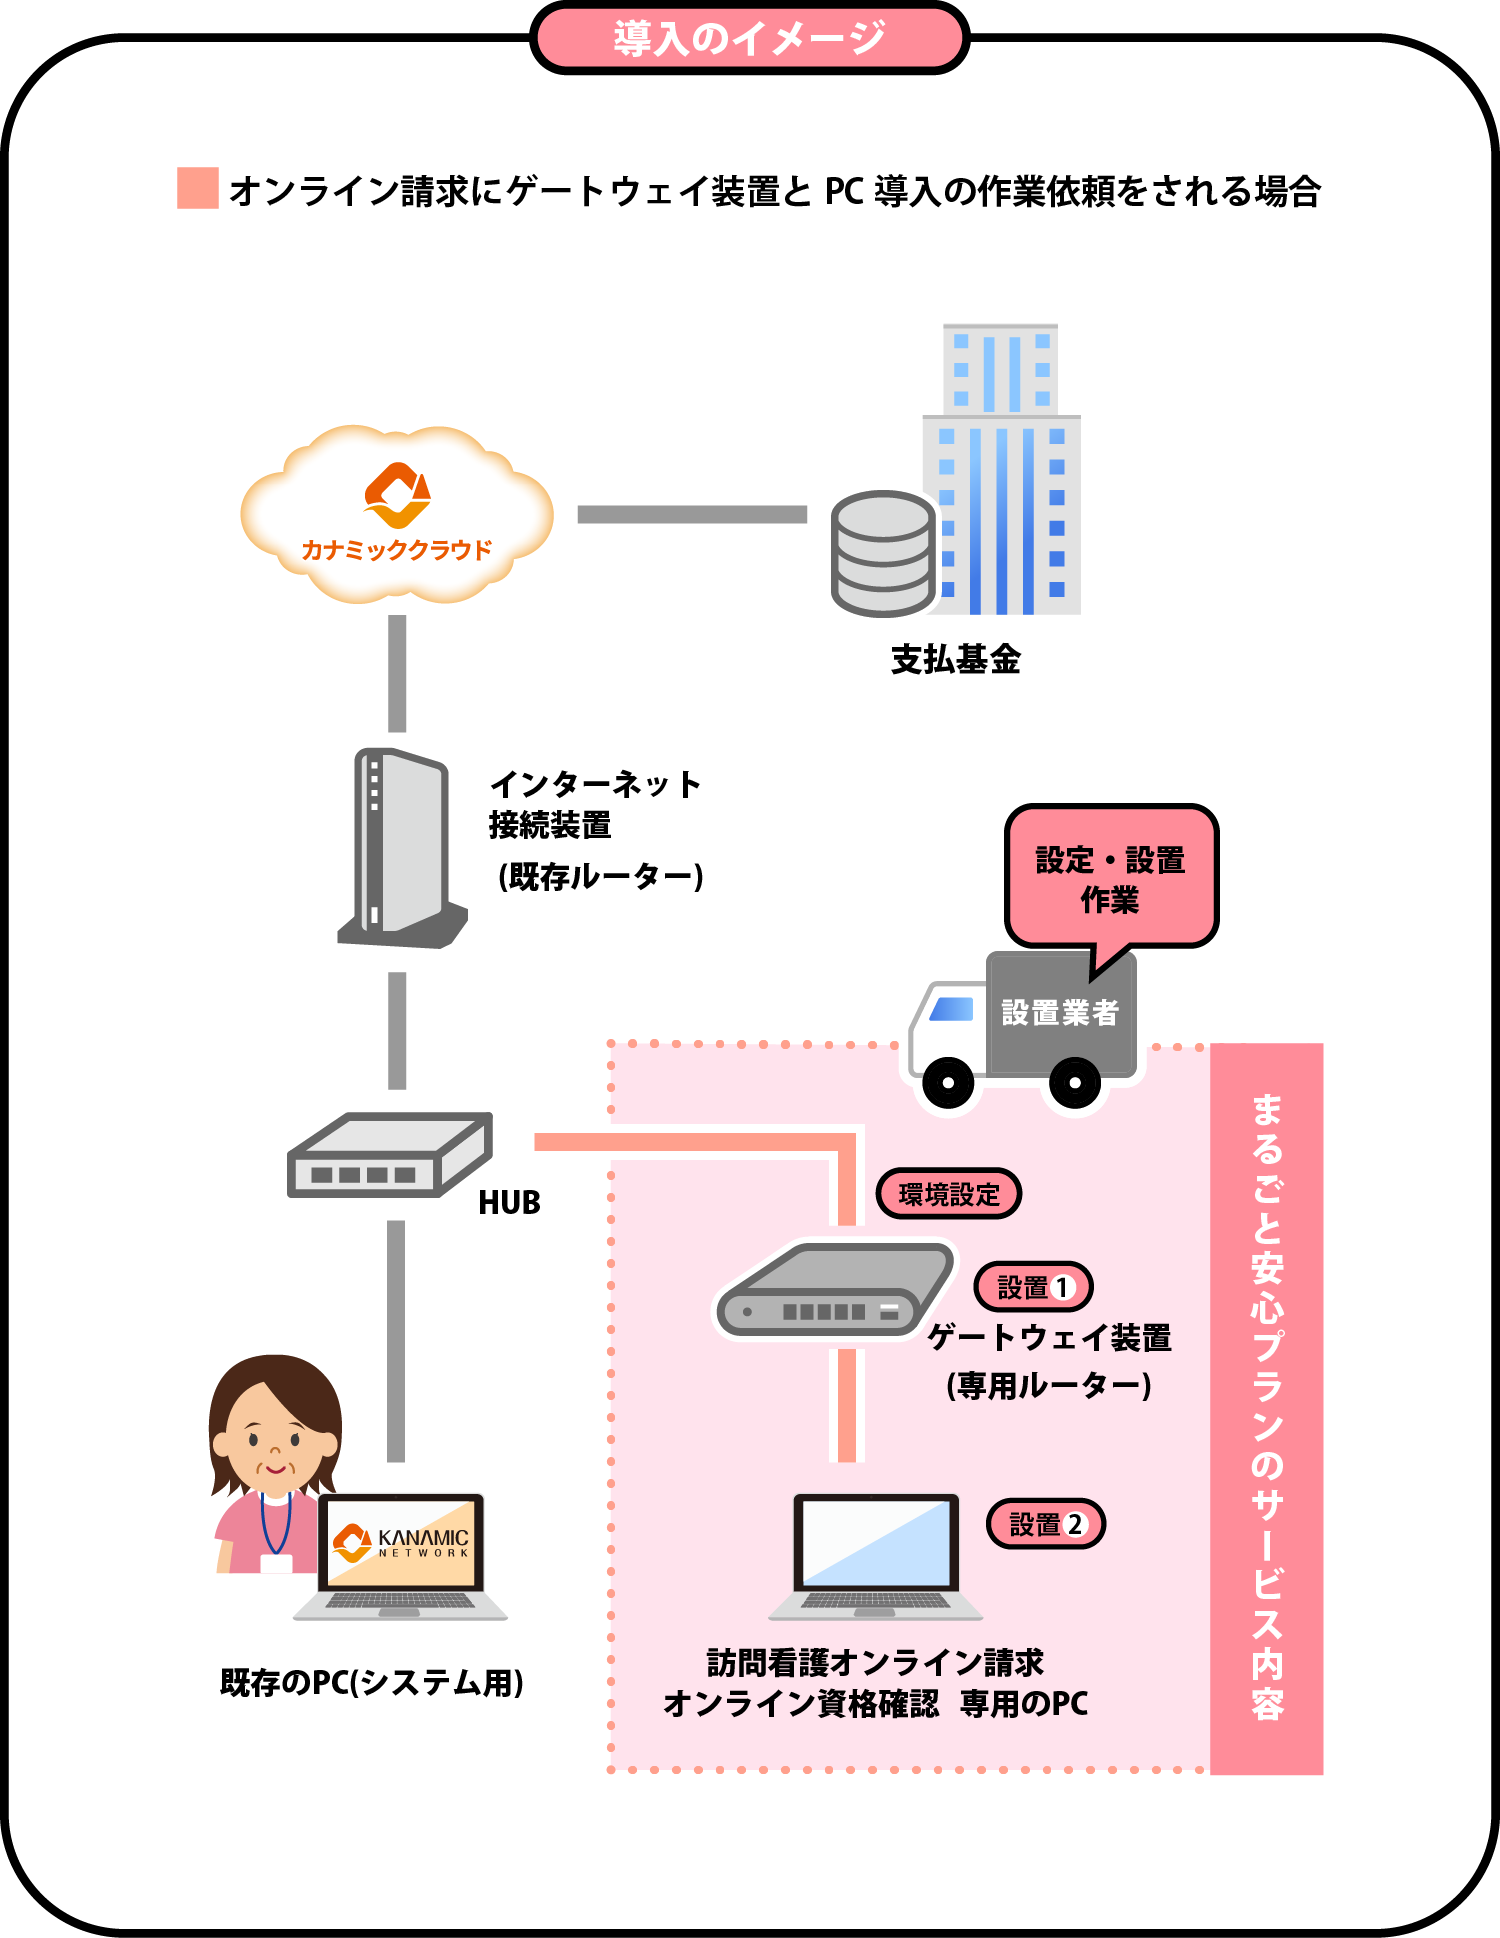 導入のイメージ
オンライン請求にゲートウェイ装置と PC 導入の作業依頼をされる場合
カナミッククラウド
支払基金
インターネット
接続装置
(既存ルーター)
設定・設置
作業
設置業者
HUB
環境設定
設置1
ゲートウェイ装置
(専用ルーター)
まるごと安心プランのサービス内容
KANAMIC
NETWORK
設置2
既存のPC(システム用)
訪問看護オンライン請求
オンライン資格確認 専用のPC